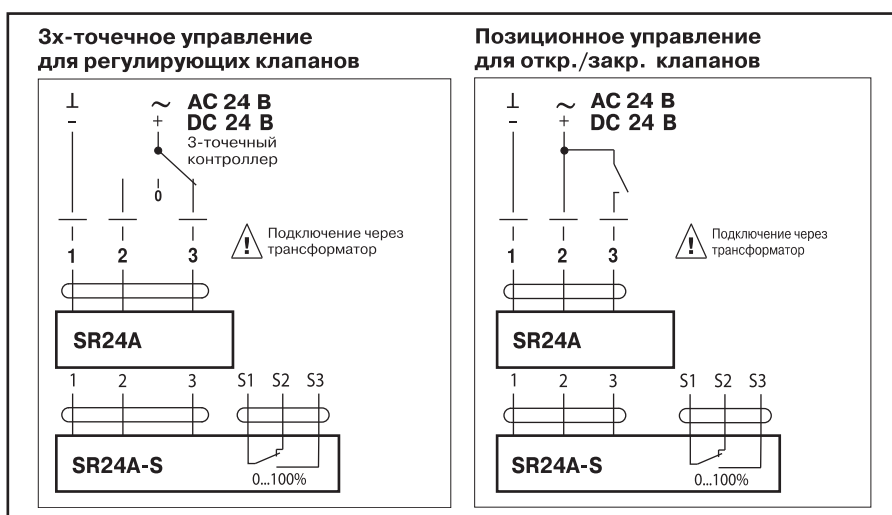 3х-точечное управление
для регулирующих клапанов
⊥ ~ AC 24 В
− + DC 24 В
3-точечный
контроллер
0
Подключение через
трансформатор
1 2 3
SR24A
1 2 3 S1 S2 S3
SR24A-S
0...100%
Позиционное управление
для откр./закр. клапанов
⊥ ~ AC 24 В
− + DC 24 В
Подключение через
трансформатор
1 2 3
SR24A
1 2 3 S1 S2 S3
SR24A-S
0...100%